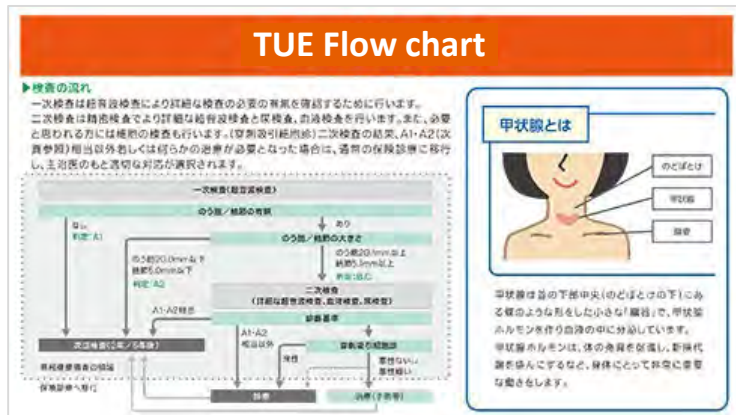 TUE Flow chart
▶検査の流れ
一次検査は超音波検査により詳細な検査の必要の有無を確認するために行います。
二次検査は精密検査でより詳細な超音波検査と尿検査、血液検査を行います。また、必要
と思われる方には細胞の検査も行います。(穿刺吸引細胞診)二次検査の結果、A1・A2(次
頁参照)相当以外若しくは何らかの治療が必要となった場合は、通常の保険診療に移行
し、主治医のもと適切な対応が選択されます。
一次検査(超音波検査)
のう胞/結節の有無
なし
判定:A1
あり
のう胞/結節の大きさ
のう胞20.0mm以下
結節5.0mm以下
判定:A2
のう胞20.1mm以上
結節5.1mm以上
二次検査
(詳細な超音波検査、血液検査、尿検査)
診断基準
A1・A2相当
A1・A2
相当以外
次回検査(2年/5年後)
穿刺吸引細胞診
良性
悪性ないし
悪性疑い
保険診療へ移行
診療
治療(手術等)
甲状腺とは
のどぼとけ
甲状腺
甲状腺は首の下部中央(のどぼとけの下)にあ
る蝶のような形をした小さな「臓器」で、甲状腺
ホルモンを作り血液の中に分泌しています。
甲状腺ホルモンは、体の発育を促進し、新陳代
謝を盛んにするなど、身体にとって非常に重要
な働きをします。